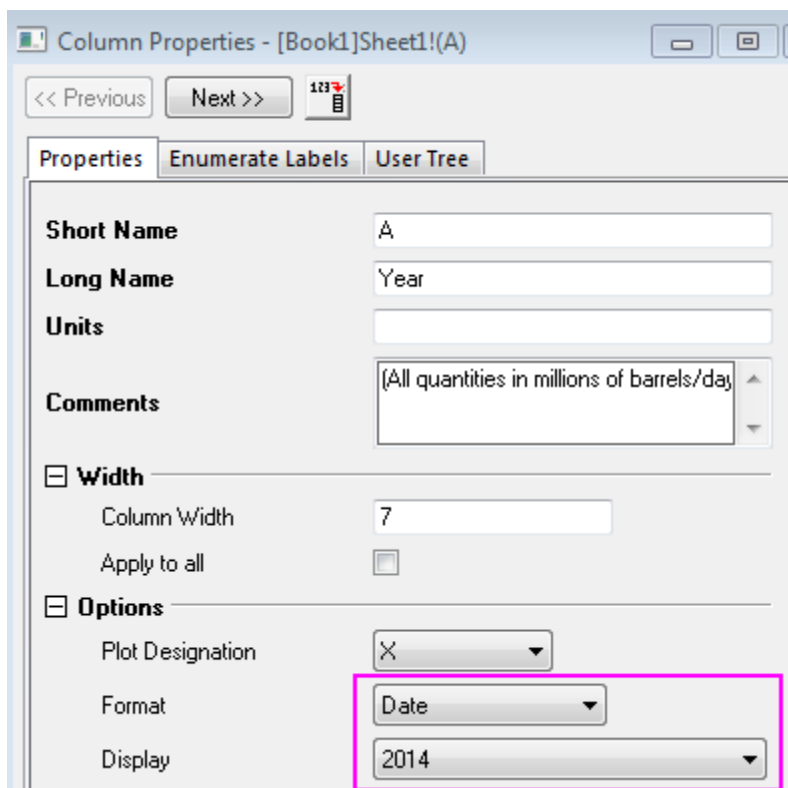 Column Properties - [Book1]Sheet1!(A)
<< Previous Next >> 123
Properties Enumerate Labels User Tree
Short Name A
Long Name Year
Units
Comments (All quantities in millions of barrels/day
Width
Column Width 7
Apply to all
Options
Plot Designation X
Format Date
Display 2014